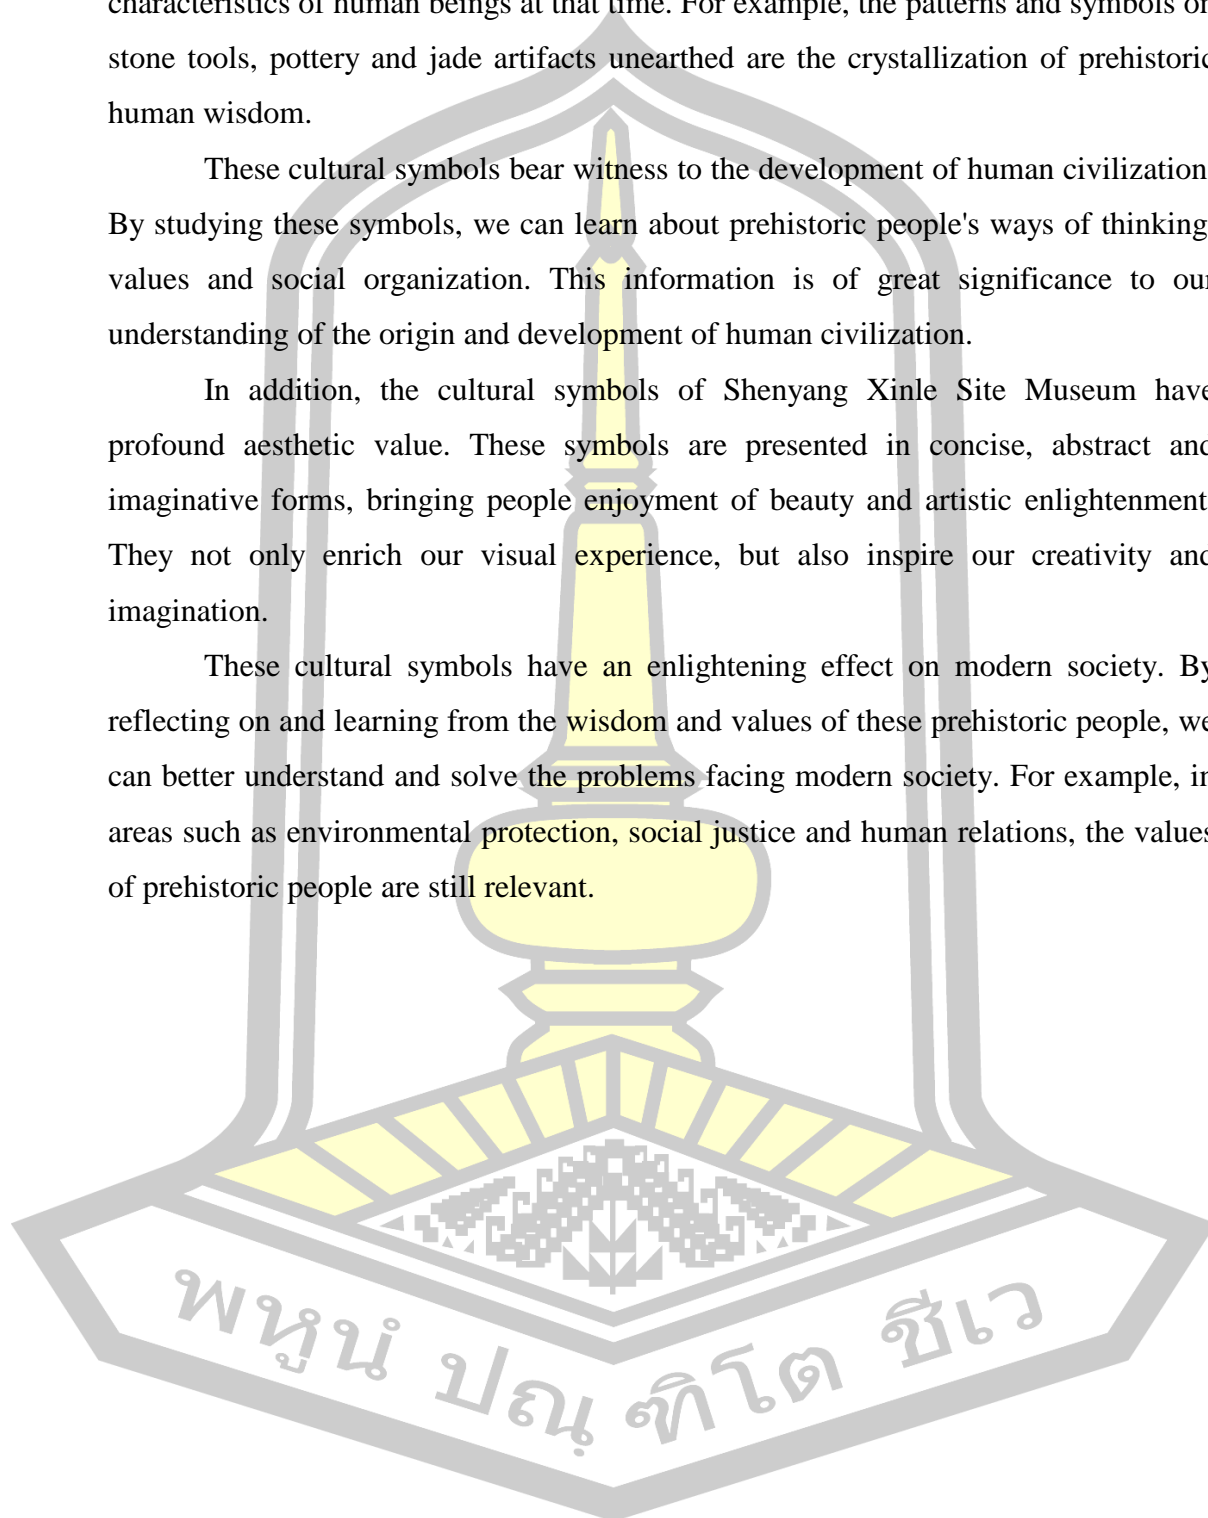 characteristics of human beings at that time. For example, the patterns and symbols on
stone tools, pottery and jade artifacts unearthed are the crystallization of prehistoric
human wisdom.
These cultural symbols bear witness to the development of human civilization
By studying these symbols, we can learn about prehistoric people's ways of thinking
values and social organization. This information is of great significance to our
understanding of the origin and development of human civilization.
In addition, the cultural symbols of Shenyang Xinle Site Museum have
profound aesthetic value. These symbols are presented in concise, abstract and
imaginative forms, bringing people enjoyment of beauty and artistic enlightenment
They not only enrich our visual experience, but also inspire our creativity and
imagination.
These cultural symbols have an enlightening effect on modern society. By
reflecting on and learning from the wisdom and values of these prehistoric people, we
can better understand and solve the problems facing modern society. For example, in
areas such as environmental protection, social justice and human relations, the values
of prehistoric people are still relevant.
พหูนํ ปณฺฑิโต ชีเว